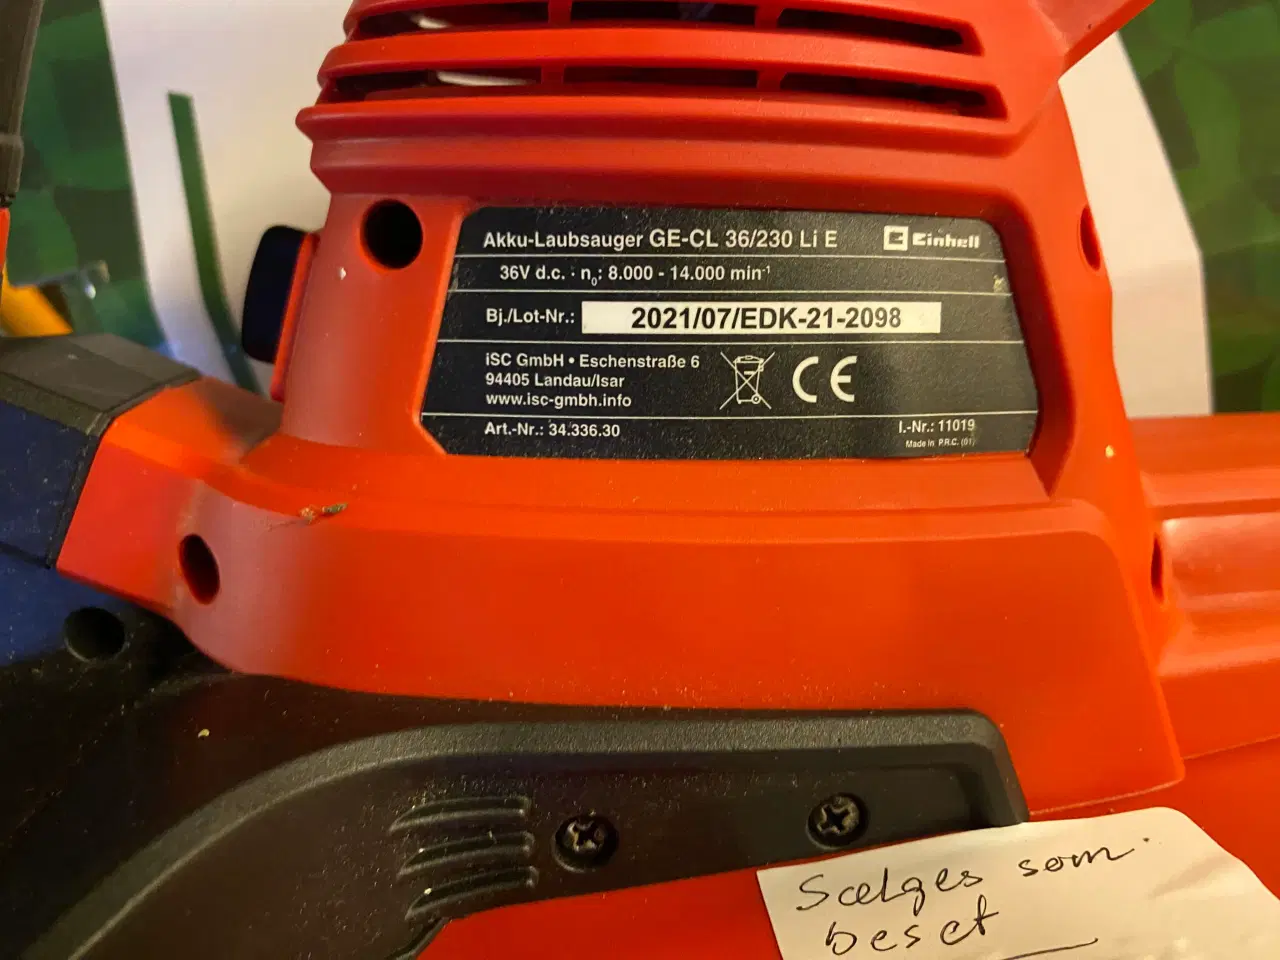 Akku-Laubsauger GE-CL 36/230 Li E Einhell
36V d.c. · n₀: 8.000 - 14.000 min⁻¹
Bj./Lot-Nr.: 2021/07/EDK-21-2098
iSC GmbH • Eschenstraße 6
94405 Landau/Isar
www.isc-gmbh.info
CE
Art.-Nr.: 34.336.30 I.-Nr.: 11019
Made in P.R.C. (01)
Sælges som
beset